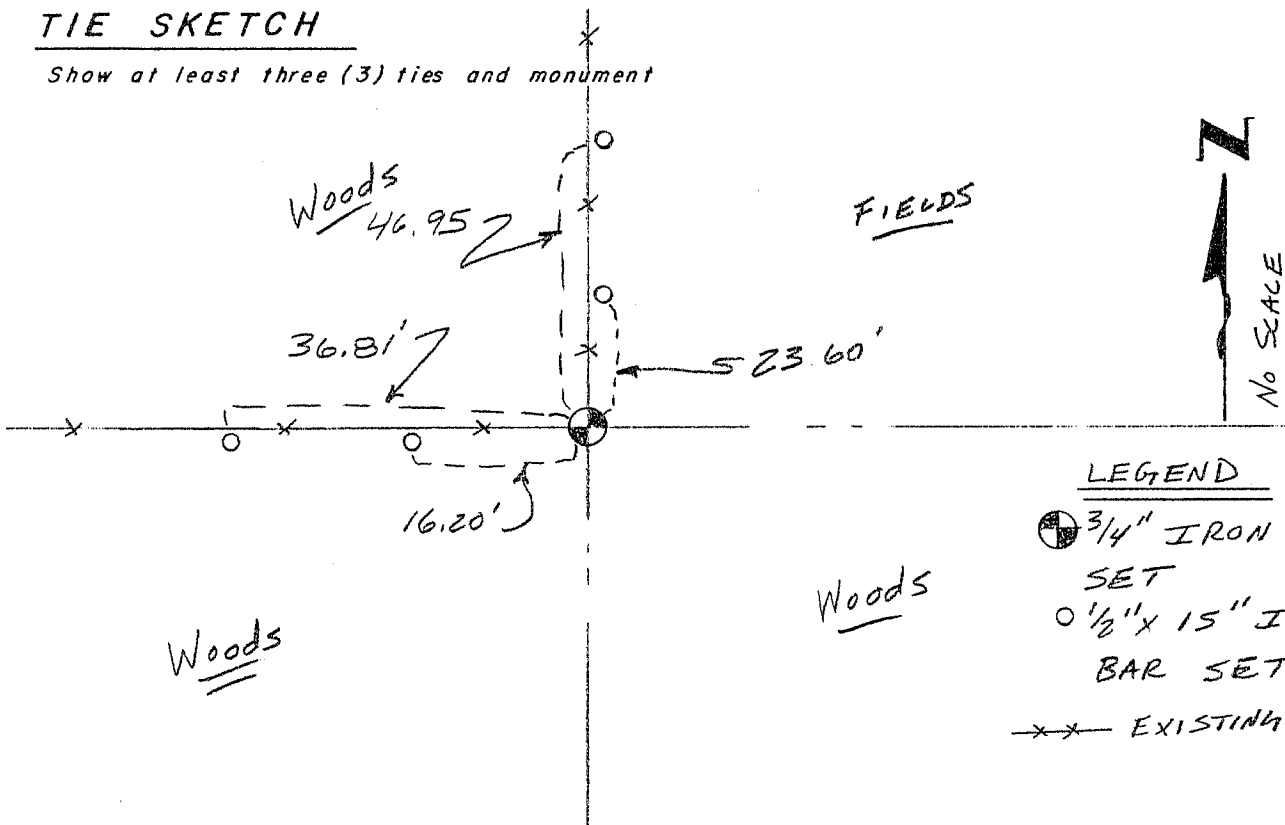 TIE SKETCH
Show at least three (3) ties and monument
N
Woods
46.95
FIELDS
36.81'
23.60'
No SCALE
16.20'
LEGEND
3/4" IRON
SET
1/2" x 15" I
BAR SET
EXISTING
Woods
Woods